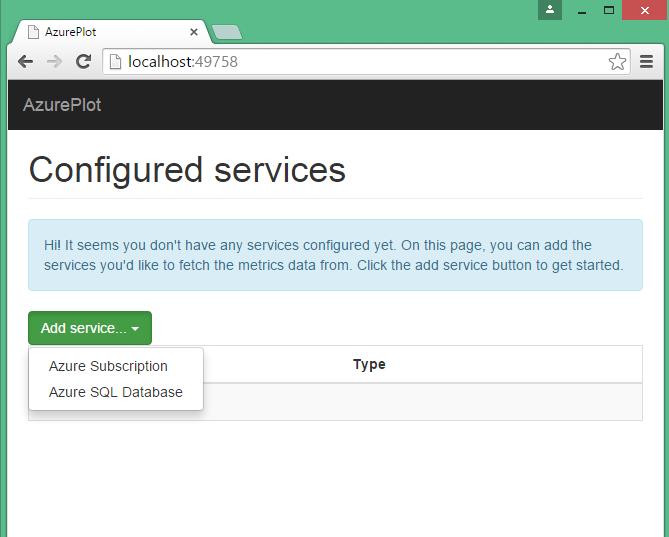 AzurePlot
localhost:49758
AzurePlot
Configured services
Hi! It seems you don't have any services configured yet. On this page, you can add the
services you'd like to fetch the metrics data from. Click the add service button to get started.
Add service...
Type
Azure Subscription
Azure SQL Database